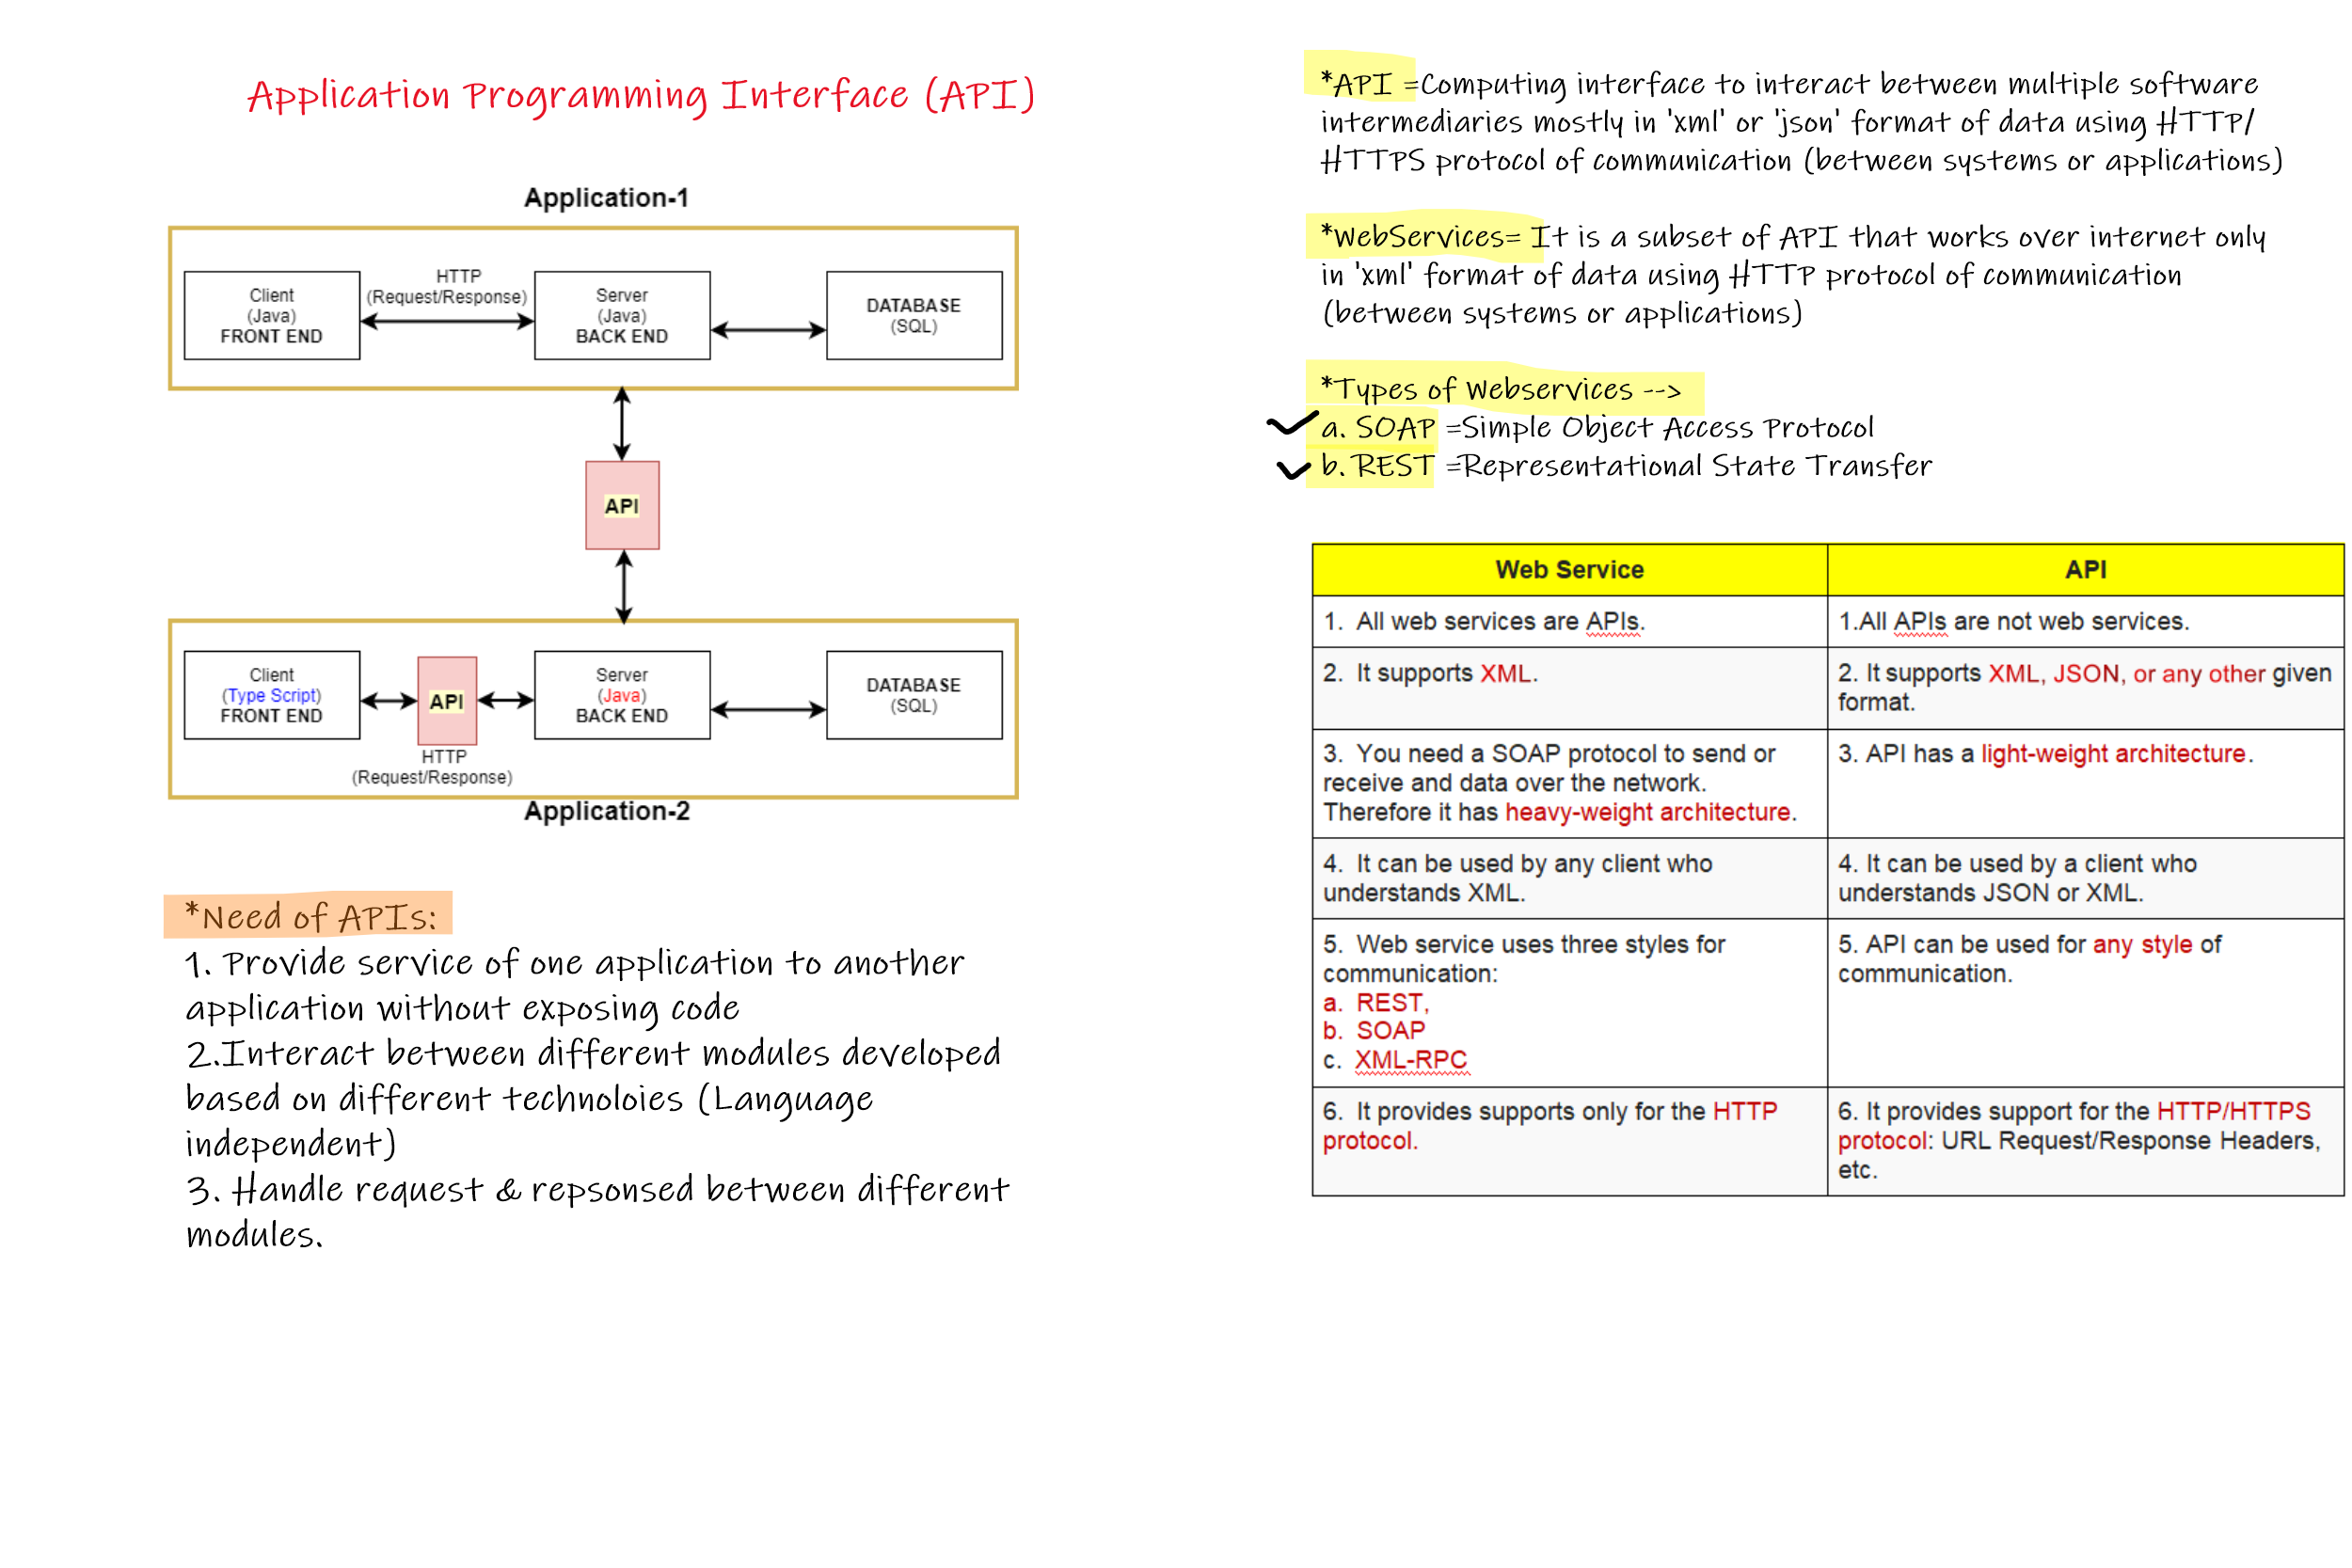 Application Programming Interface (API)
Application-1
Client
(Java)
FRONT END
HTTP
(Request/Response)
Server
(Java)
BACK END
DATABASE
(SQL)
API
Client
(Type Script)
FRONT END
API
HTTP
(Request/Response)
Server
(Java)
BACK END
DATABASE
(SQL)
Application-2
*Need of APIs:
1. Provide service of one application to another
application without exposing code
2.Interact between different modules developed
based on different technoloies (Language
independent)
3. Handle request & repsonsed between different
modules.
*API =Computing interface to interact between multiple software
intermediaries mostly in 'xml' or 'json' format of data using HTTP/
HTTPS protocol of communication (between systems or applications)
*WebServices= It is a subset of API that works over internet only
in 'xml' format of data using HTTP protocol of communication
(between systems or applications)
*Types of Webservices -->
a. SOAP =Simple Object Access Protocol
b. REST =Representational State Transfer
Web Service
API
1. All web services are APIs.
1.All APIs are not web services.
2. It supports XML.
2. It supports XML, JSON, or any other given
format.
3. You need a SOAP protocol to send or
receive and data over the network.
Therefore it has heavy-weight architecture.
3. API has a light-weight architecture.
4. It can be used by any client who
understands XML.
4. It can be used by a client who
understands JSON or XML.
5. Web service uses three styles for
communication:
a. REST,
b. SOAP
c. XML-RPC
5. API can be used for any style of
communication.
6. It provides supports only for the HTTP
protocol.
6. It provides support for the HTTP/HTTPS
protocol: URL Request/Response Headers,
etc.